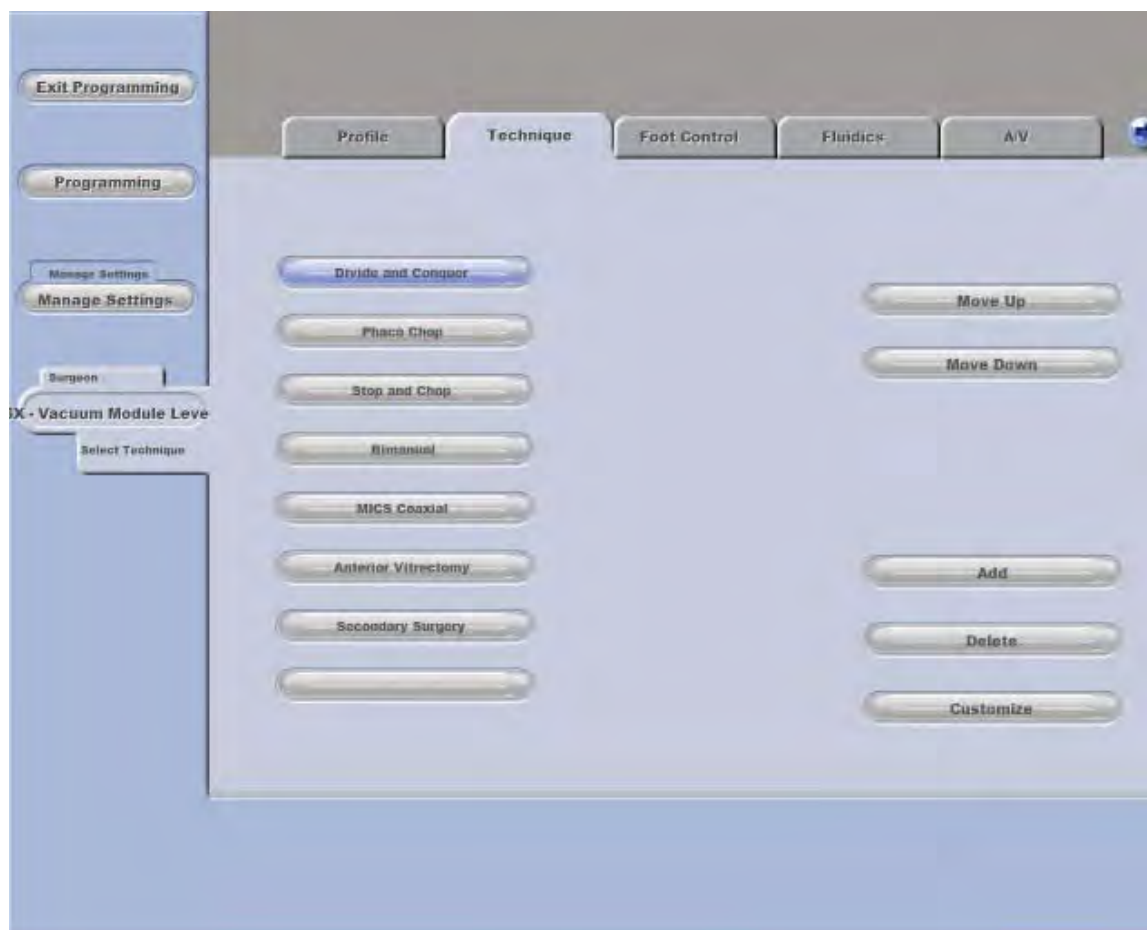 Exit Programming
Programming
Manage Settings
Manage Settings
Surgeon
SX - Vacuum Module Leve
Select Technique
Profile
Technique
Foot Control
Fluidics
A/V
Divide and Conquer
Phaco Chop
Stop and Chop
Bimanual
MICS Coaxial
Anterior Vitrectomy
Secondary Surgery
Move Up
Move Down
Add
Delete
Customize